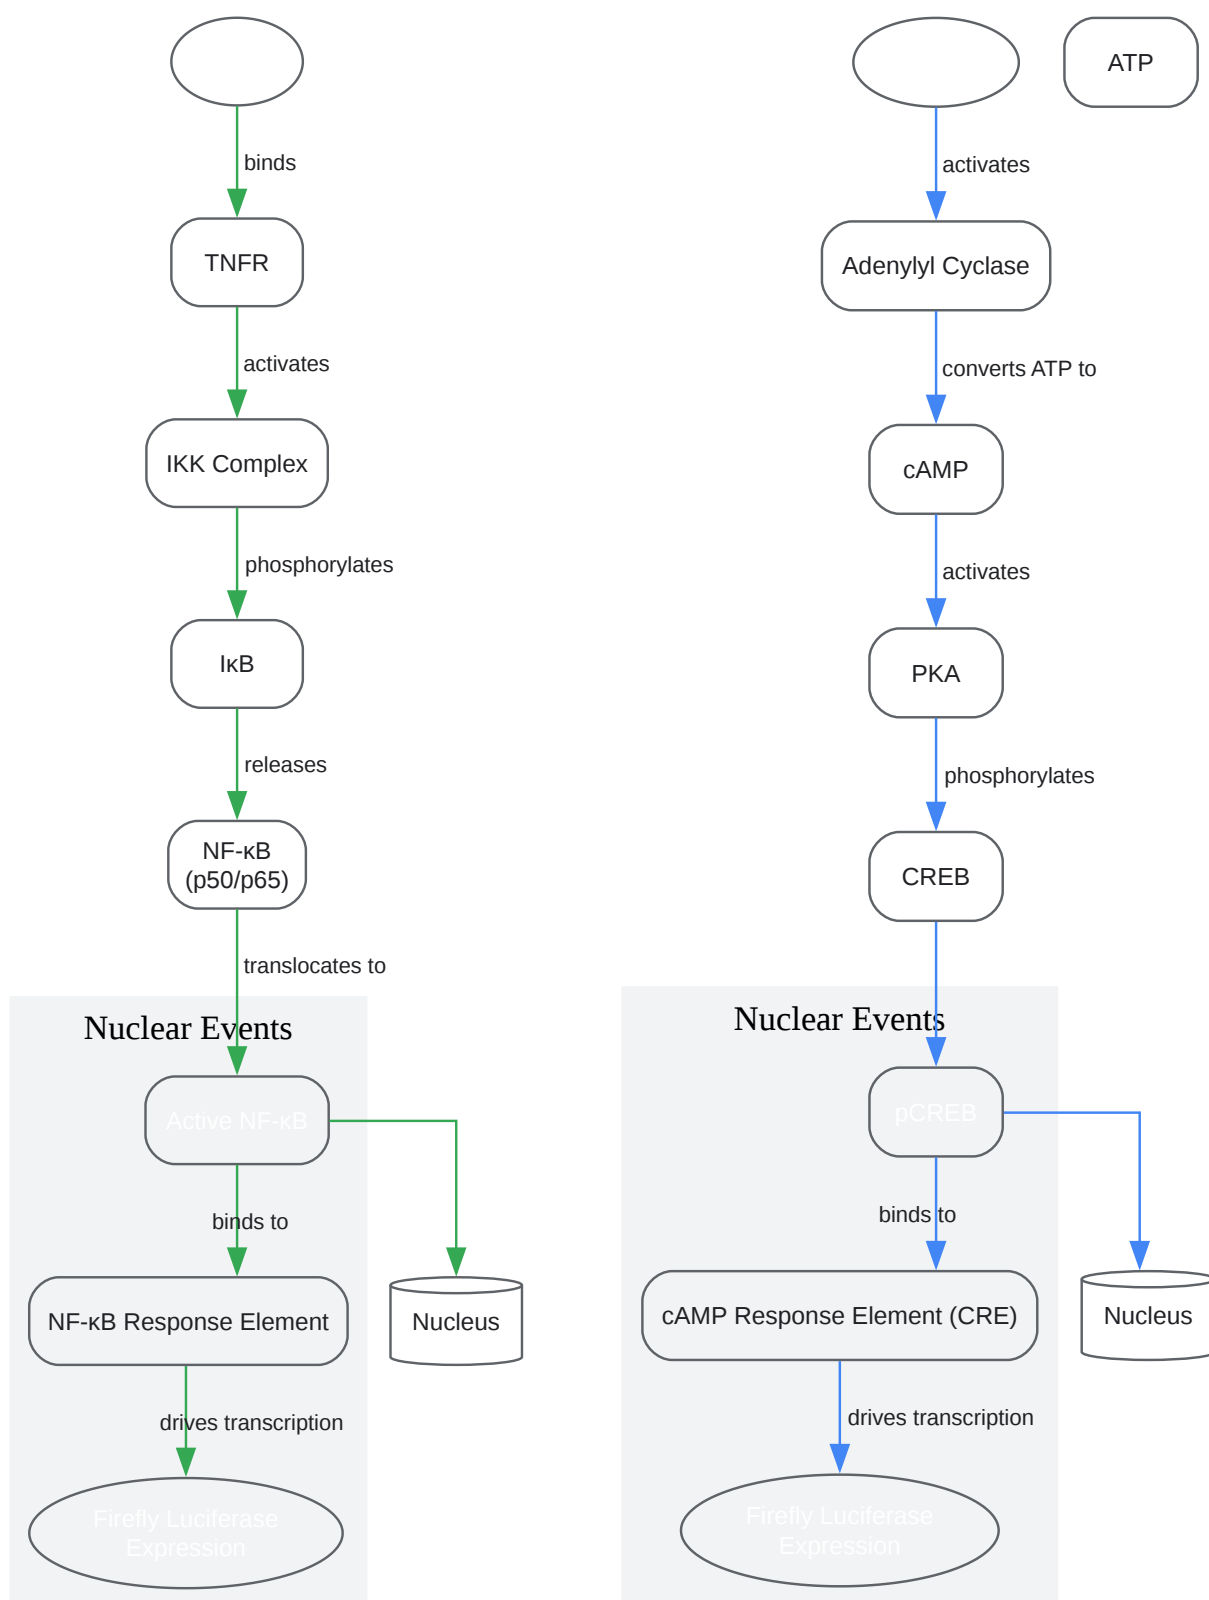 binds
TNFR
activates
IKK Complex
phosphorylates
IκB
releases
NF-κB
(p50/p65)
translocates to
Nuclear Events
Active NF-κB
binds to
NF-κB Response Element
Nucleus
drives transcription
Firefly Luciferase
Expression
ATP
activates
Adenylyl Cyclase
converts ATP to
cAMP
activates
PKA
phosphorylates
CREB
Nuclear Events
pCREB
binds to
cAMP Response Element (CRE)
Nucleus
drives transcription
Firefly Luciferase
Expression